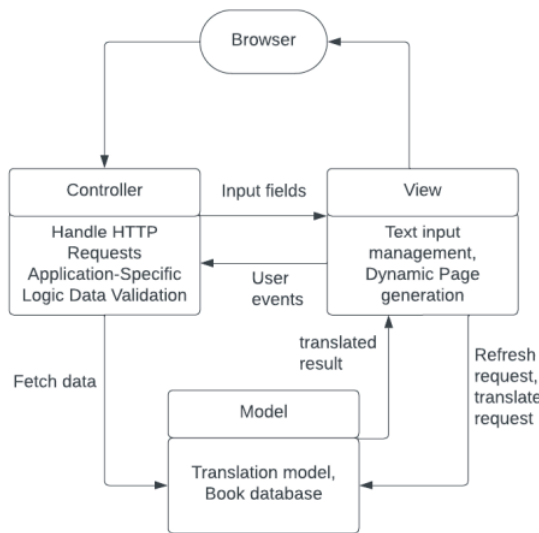 Browser
Controller
Input fields
View
Handle HTTP
Requests
Application-Specific
Logic Data Validation
Text input
management,
Dynamic Page
generation
User
events
translated
result
Refresh
request,
translate
request
Fetch data
Model
Translation model,
Book database